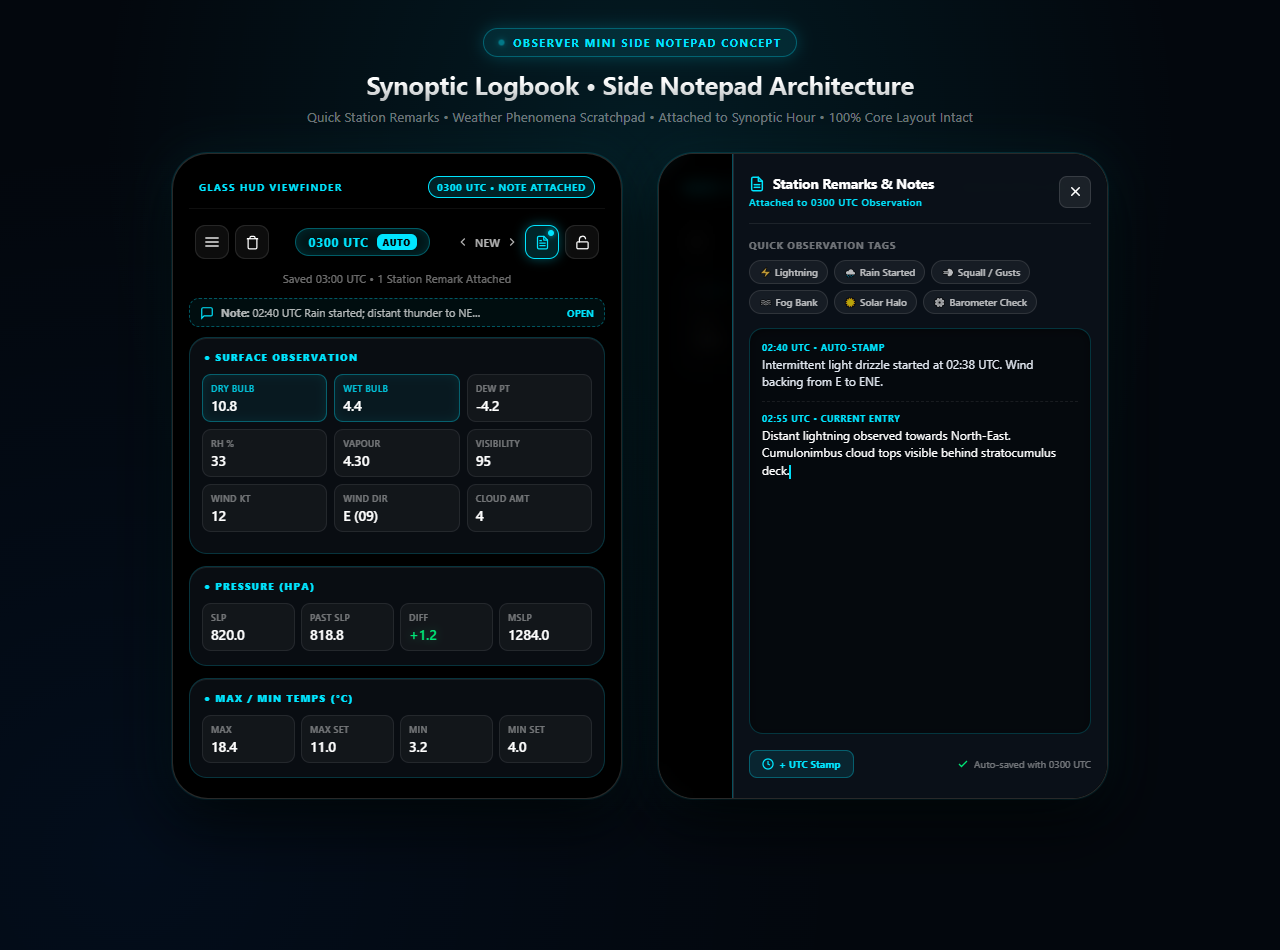 OBSERVER MINI SIDE NOTEPAD CONCEPT
Synoptic Logbook • Side Notepad Architecture
Quick Station Remarks • Weather Phenomena Scratchpad • Attached to Synoptic Hour • 100% Core Layout Intact
GLASS HUD VIEWFINDER
0300 UTC • NOTE ATTACHED
0300 UTC AUTO
NEW
Saved 03:00 UTC • 1 Station Remark Attached
Note: 02:40 UTC Rain started; distant thunder to NE...
OPEN
• SURFACE OBSERVATION
DRY BULB
10.8
WET BULB
4.4
DEW PT
-4.2
RH %
33
VAPOUR
4.30
VISIBILITY
95
WIND KT
12
WIND DIR
E (09)
CLOUD AMT
4
• PRESSURE (HPA)
SLP
820.0
PAST SLP
818.8
DIFF
+1.2
MSLP
1284.0
• MAX / MIN TEMPS (°C)
MAX
18.4
MAX SET
11.0
MIN
3.2
MIN SET
4.0
Station Remarks & Notes
Attached to 0300 UTC Observation
QUICK OBSERVATION TAGS
Lightning
Rain Started
Squall / Gusts
Fog Bank
Solar Halo
Barometer Check
02:40 UTC • AUTO-STAMP
Intermittent light drizzle started at 02:38 UTC. Wind
backing from E to ENE.
02:55 UTC • CURRENT ENTRY
Distant lightning observed towards North-East.
Cumulonimbus cloud tops visible behind stratocumulus
deck.
+ UTC Stamp
Auto-saved with 0300 UTC